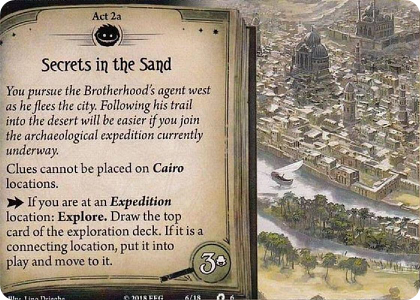 Act 2a
Secrets in the Sand
You pursue the Brotherhood's agent west
as he flees the city. Following his trail
into the desert will be easier if you join
the archaeological expedition currently
underway.
Clues cannot be placed on Cairo
locations.
If you are at an Expedition
location: Explore. Draw the top
card of the exploration deck. If it is a
connecting location, put it into
play and move to it.
3
© 2018 FFG 6/18 6